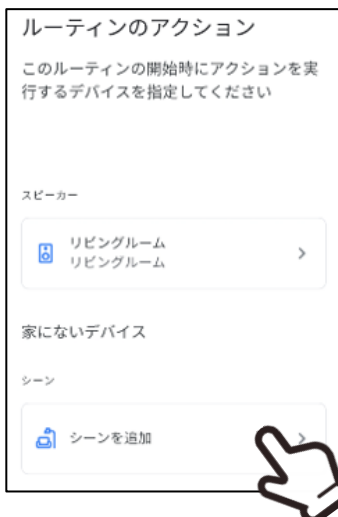 ルーティンのアクション
このルーティンの開始時にアクションを実
行するデバイスを指定してください
スピーカー
リビングルーム
リビングルーム
家にないデバイス
シーン
シーンを追加